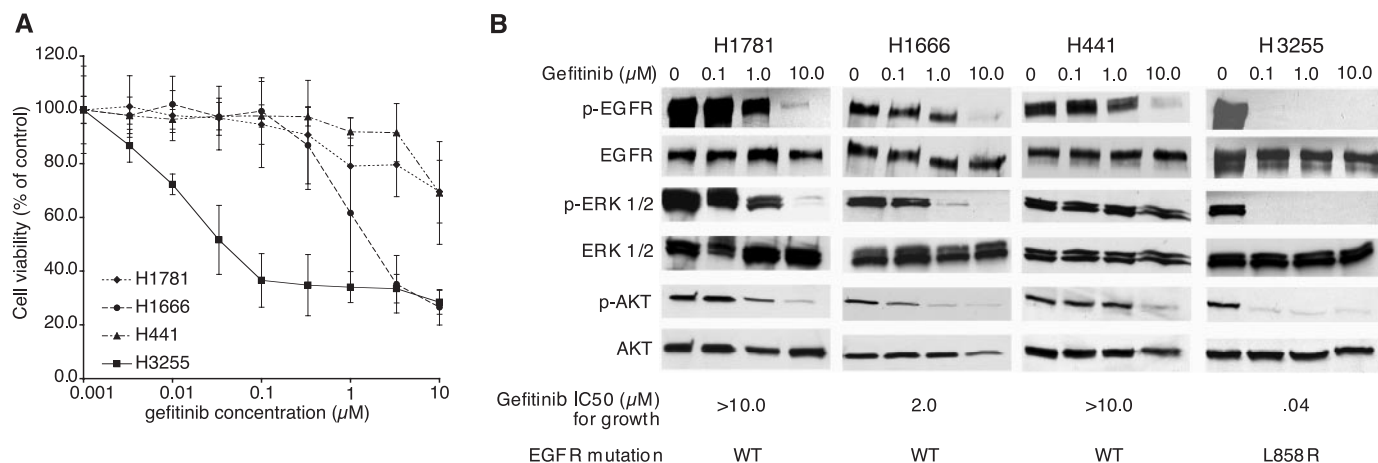 A
120.0
100.0
80.0
60.0
40.0
20.0
0.0
Cell viability (% of control)
H1781
H1666
H441
H3255
0.001 0.01 0.1 1 10
gefitinib concentration (µM)
B
H1781 H1666 H441 H3255
Gefitinib (µM) 0 0.1 1.0 10.0 0 0.1 1.0 10.0 0 0.1 1.0 10.0 0 0.1 1.0 10.0
p-EGFR
EGFR
p-ERK 1/2
ERK 1/2
p-AKT
AKT
Gefitinib IC50 (µM)
for growth >10.0 2.0 >10.0 .04
EGFR mutation WT WT WT L858R